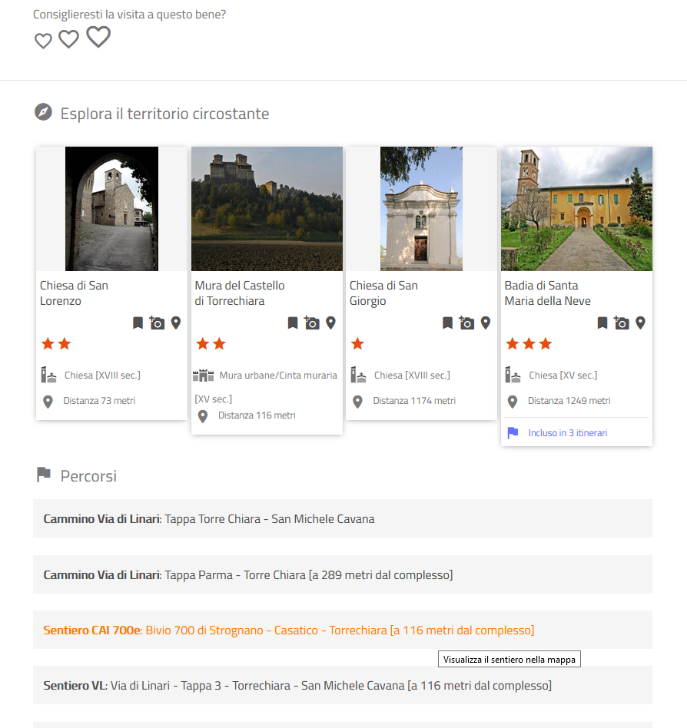 Consiglieresti la visita a questo bene?
Esplora il territorio circostante
Chiesa di San
Lorenzo
Chiesa [XVIII sec.]
Distanza 73 metri
Mura del Castello
di Torrechiara
Mura urbane/Cinta muraria
[XV sec.]
Distanza 116 metri
Chiesa di San
Giorgio
Chiesa [XVIII sec.]
Distanza 1174 metri
Badia di Santa
Maria della Neve
Chiesa [XV sec.]
Distanza 1249 metri
Incluso in 3 itinerari
Percorsi
Cammino Via di Linari: Tappa Torre Chiara - San Michele Cavana
Cammino Via di Linari: Tappa Parma - Torre Chiara [a 289 metri dal complesso]
Sentiero CAI 700e: Bivio 700 di Strognano - Casatico - Torrechiara [a 116 metri dal complesso]
Visualizza il sentiero nella mappa
Sentiero VL: Via di Linari - Tappa 3 - Torrechiara - San Michele Cavana [a 116 metri dal complesso]